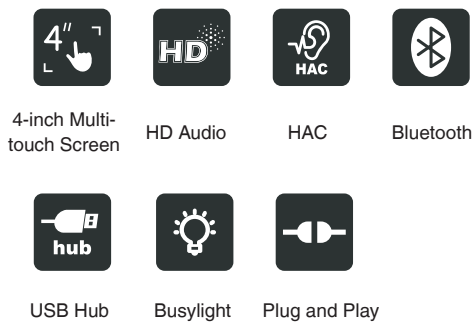 4"
HD
HAC
4-inch Multi-
touch Screen
HD Audio
HAC
Bluetooth
hub
USB Hub
Busylight
Plug and Play